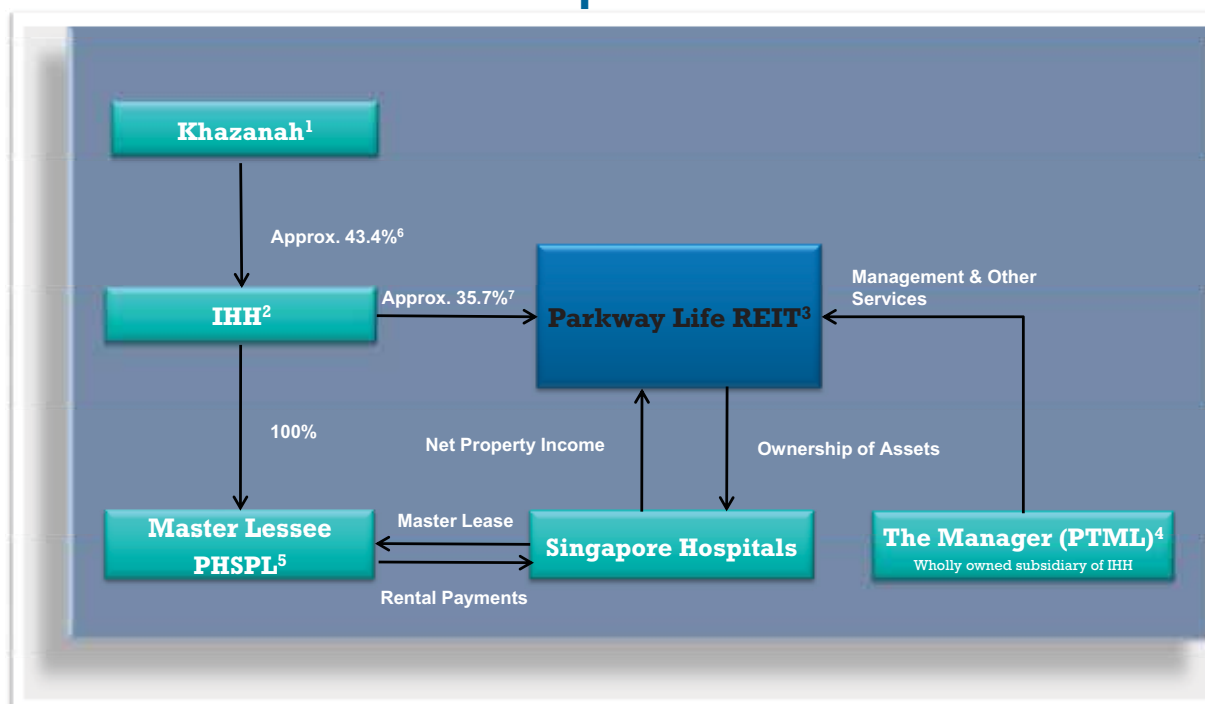 Khazanah¹
Approx. 43.4%⁶
IHH²
Approx. 35.7%⁷
Parkway Life REIT³
Management & Other
Services
100%
Net Property Income
Ownership of Assets
Master Lessee
PHSPL⁵
Master Lease
Rental Payments
Singapore Hospitals
The Manager (PTML)⁴
Wholly owned subsidiary of IHH